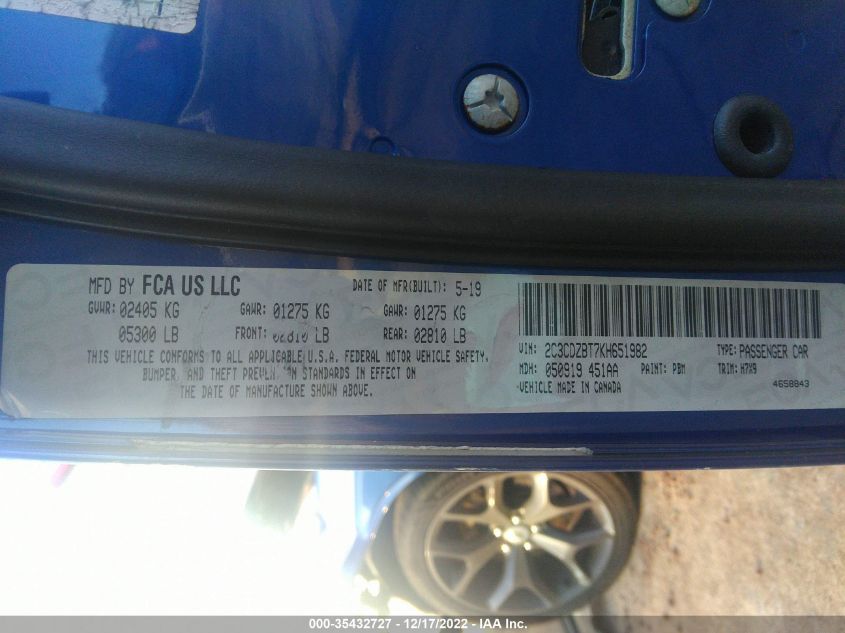 MFD BY FCA US LLC DATE OF MFR(BUILT): 5-19
GVWR: 02405 KG GAWR: 01275 KG GAWR: 01275 KG
05300 LB FRONT: 02810 LB REAR: 02810 LB
THIS VEHICLE CONFORMS TO ALL APPLICABLE U.S.A. FEDERAL MOTOR VEHICLE SAFETY,
BUMPER, AND THEFT STANDARDS IN EFFECT ON
THE DATE OF MANUFACTURE SHOWN ABOVE.
VIN: 2C3CDZBT7KH651982 TYPE: PASSENGER CAR
MDH: 050919 451AA PAINT: PBM TRIM: H7X9
VEHICLE MADE IN CANADA 4658843
000-35432727 - 12/17/2022 - IAA Inc.